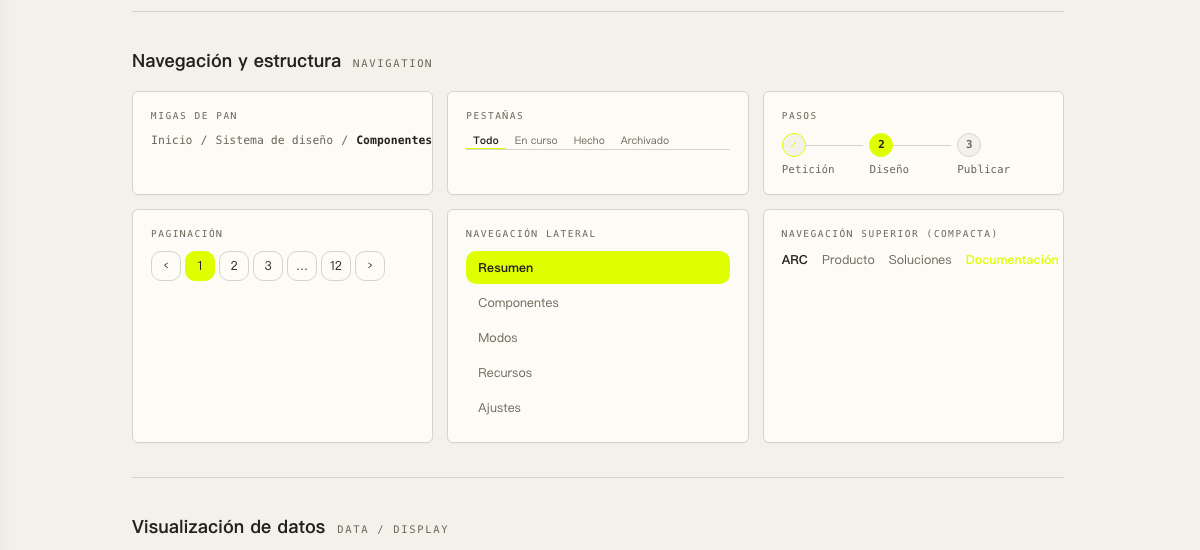 Navegación y estructura NAVIGATION
MIGAS DE PAN
Inicio / Sistema de diseño / Componentes
PESTAÑAS
Todo En curso Hecho Archivado
PASOS
✓ 2 3
Petición Diseño Publicar
PAGINACIÓN
‹ 1 2 3 … 12 ›
NAVEGACIÓN LATERAL
Resumen
Componentes
Modos
Recursos
Ajustes
NAVEGACIÓN SUPERIOR (COMPACTA)
ARC Producto Soluciones Documentación
Visualización de datos DATA / DISPLAY